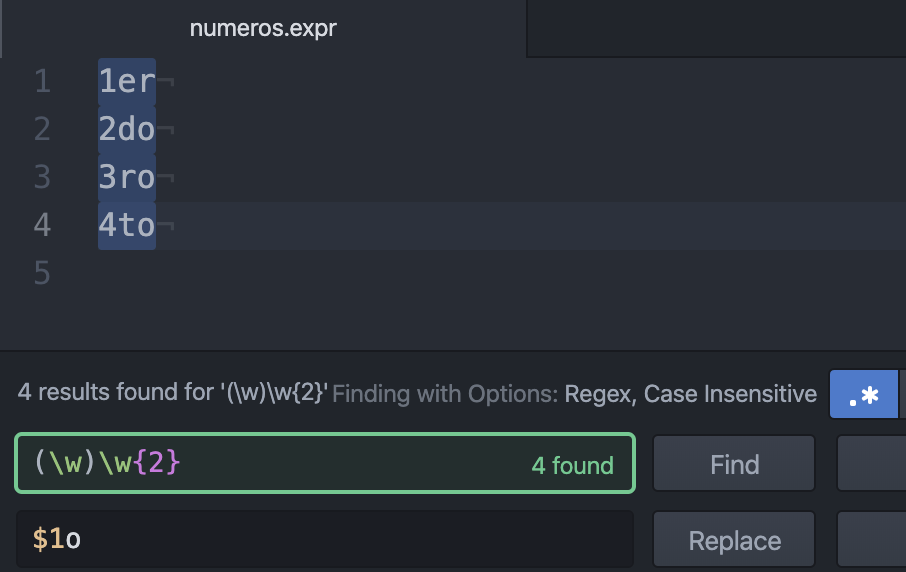 numeros.expr
1 1er¬
2 2do¬
3 3ro¬
4 4to¬
5
4 results found for '(\w)\w{2}' Finding with Options: Regex, Case Insensitive .*
(\w)\w{2} 4 found Find
$1o Replace